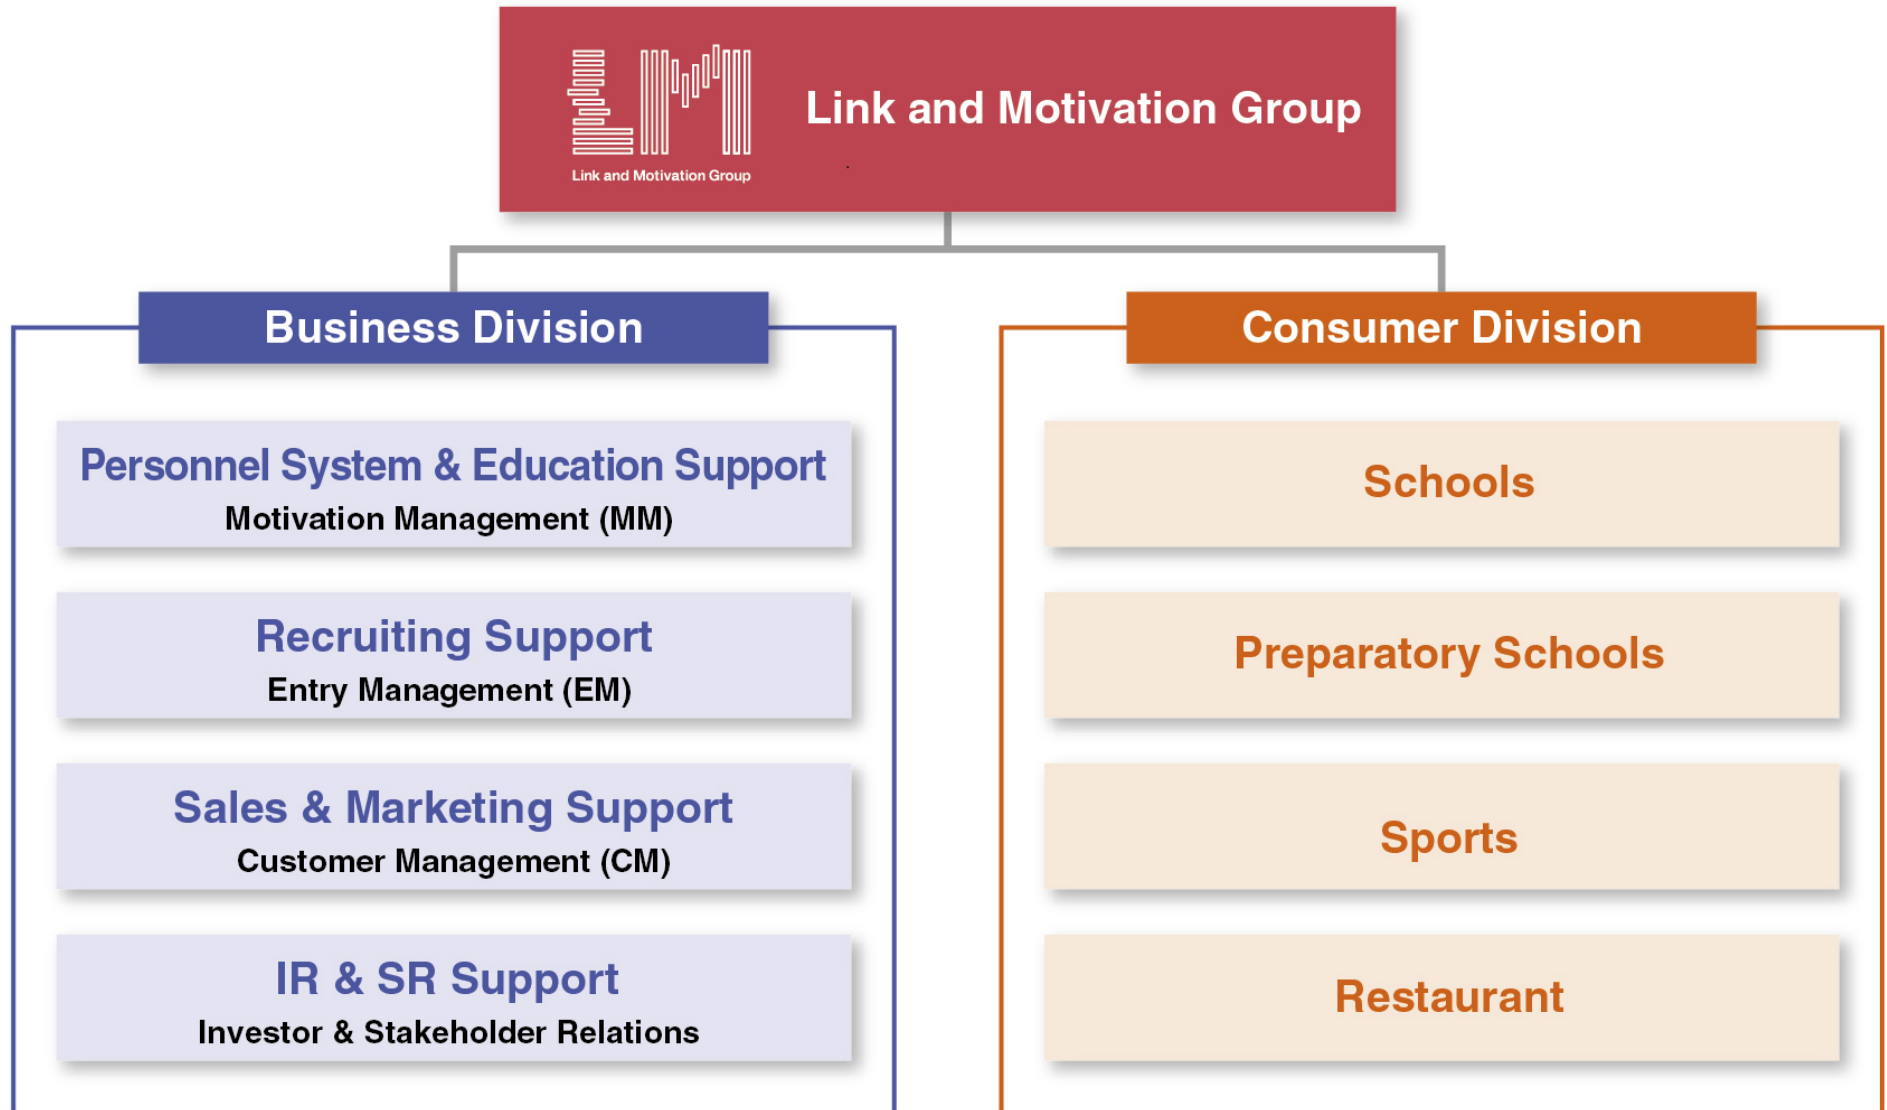 LM
Link and Motivation Group
Link and Motivation Group
Business Division
Personnel System & Education Support
Motivation Management (MM)
Recruiting Support
Entry Management (EM)
Sales & Marketing Support
Customer Management (CM)
IR & SR Support
Investor & Stakeholder Relations
Consumer Division
Schools
Preparatory Schools
Sports
Restaurant